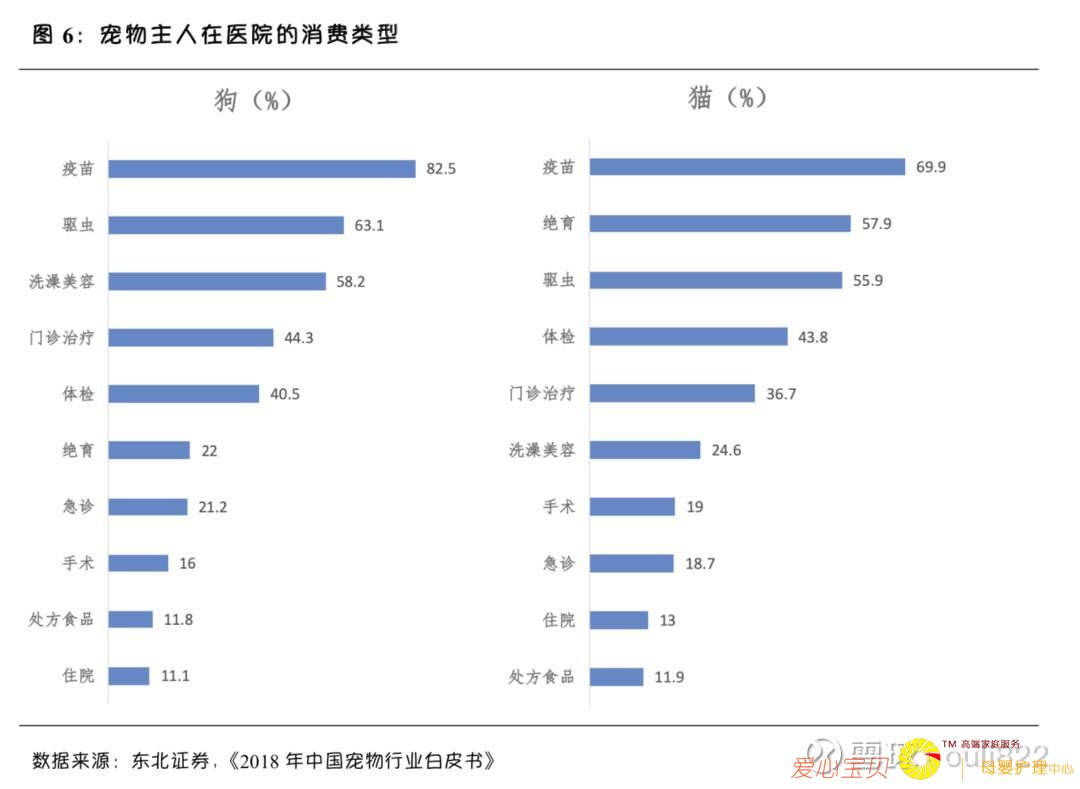 图 6：宠物主人在医院的消费类型
狗（%）
疫苗 82.5
驱虫 63.1
洗澡美容 58.2
门诊治疗 44.3
体检 40.5
绝育 22
急诊 21.2
手术 16
处方食品 11.8
住院 11.1
猫（%）
疫苗 69.9
绝育 57.9
驱虫 55.9
体检 43.8
门诊治疗 36.7
洗澡美容 24.6
手术 19
急诊 18.7
住院 13
处方食品 11.9
数据来源：东北证券，《2018 年中国宠物行业白皮书》
爱心宝贝
TM 高端家庭服务
母婴护理中心